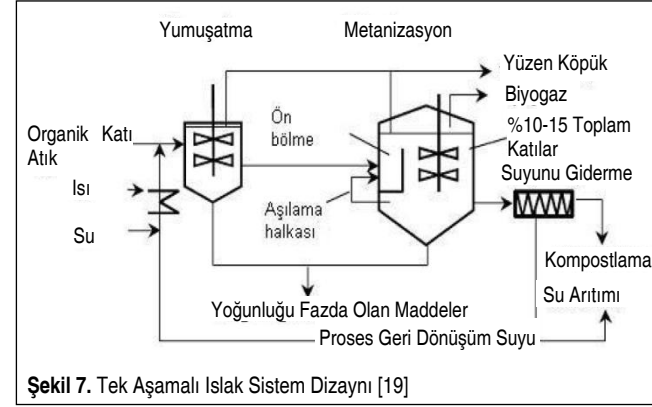 Yumuşatma
Metanizasyon
Yüzen Köpük
Biyogaz
Ön
bölme
%10-15 Toplam
Katılar
Organik Katı
Atık
Suyunu Giderme
Isı
Aşılama
halkası
Su
Kompostlama
Su Arıtımı
Yoğunluğu Fazda Olan Maddeler
Proses Geri Dönüşüm Suyu
Şekil 7. Tek Aşamalı Islak Sistem Dizaynı [19]